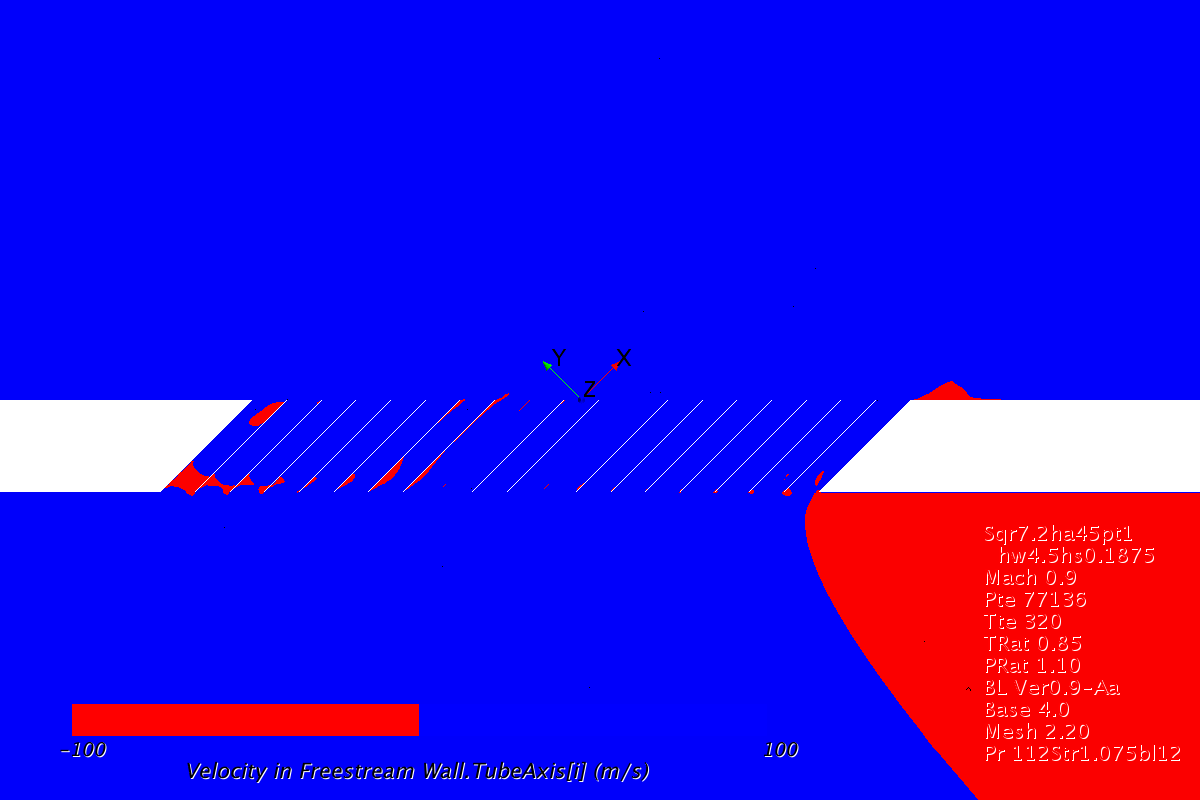 Y X
Z
Sqr7.2ha45pt1
hw4.5hs0.1875
Mach 0.9
Pte 77136
Tte 320
TRat 0.85
PRat 1.10
BL Ver0.9-Aa
Base 4.0
Mesh 2.20
Pr 112Str1.075bl12
-100 100
Velocity in Freestream Wall.TubeAxis[i] (m/s)